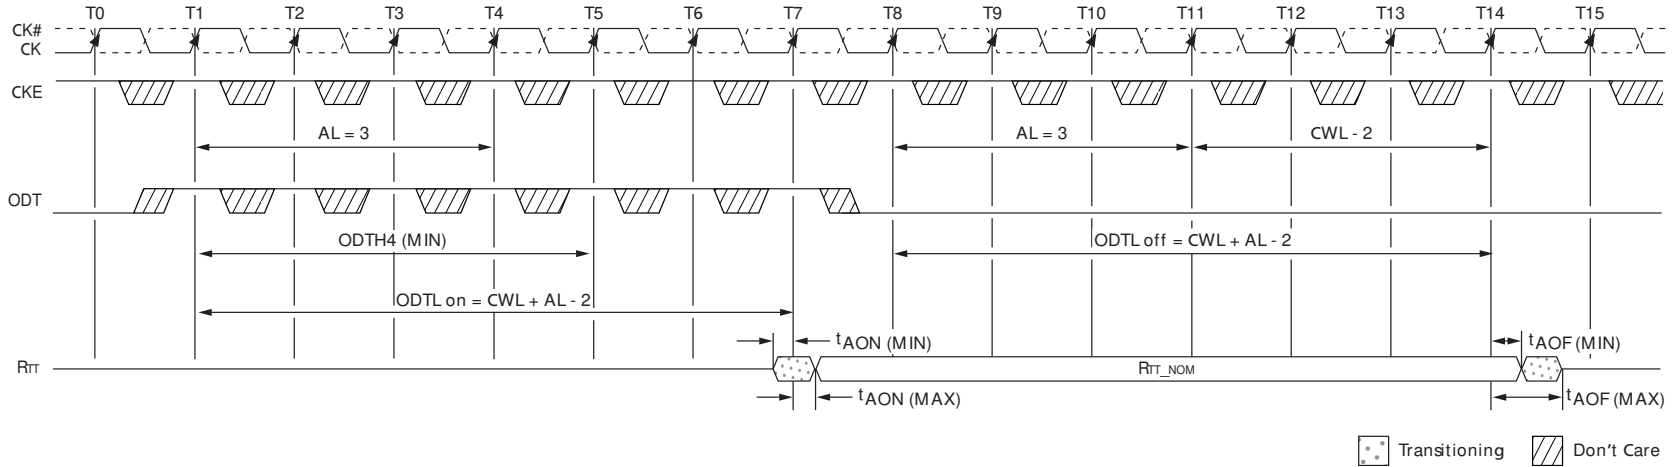 T0 T1 T2 T3 T4 T5 T6 T7 T8 T9 T10 T11 T12 T13 T14 T15
CK#
CK
CKE
AL = 3 AL = 3 CWL - 2
ODT
ODTH4 (MIN) ODTL off = CWL + AL - 2
ODTL on = CWL + AL - 2
tAON (MIN) tAOF (MIN)
RTT RTT_NOM
tAON (MAX) tAOF (MAX)
Transitioning Don't Care